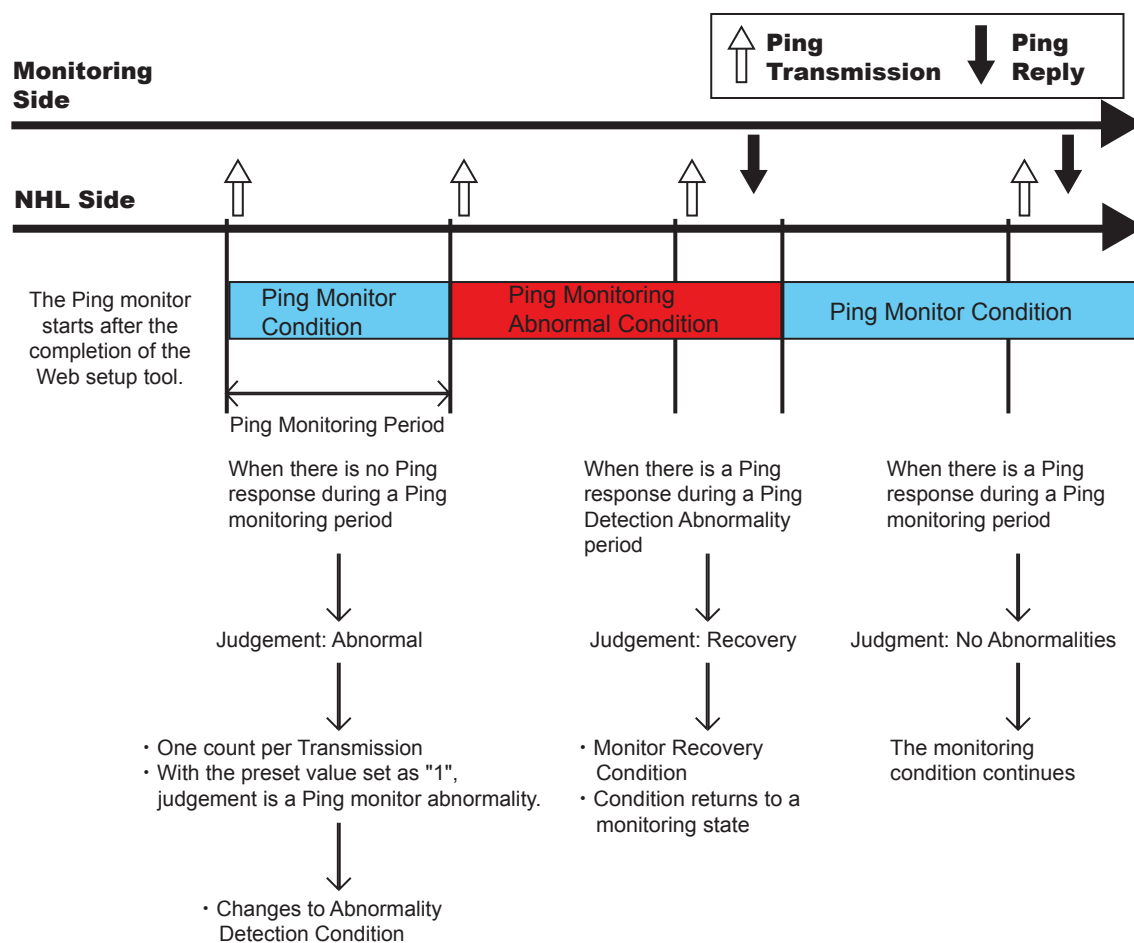 Ping
Transmission
Ping
Reply
Monitoring
Side
NHL Side
The Ping monitor
starts after the
completion of the
Web setup tool.
Ping Monitor
Condition
Ping Monitoring
Abnormal Condition
Ping Monitor Condition
Ping Monitoring Period
When there is no Ping
response during a Ping
monitoring period
When there is a Ping
response during a Ping
Detection Abnormality
period
When there is a Ping
response during a Ping
monitoring period
Judgement: Abnormal
Judgement: Recovery
Judgment: No Abnormalities
・One count per Transmission
・With the preset value set as "1",
judgement is a Ping monitor abnormality.
・Monitor Recovery
Condition
・Condition returns to a
monitoring state
The monitoring
condition continues
・Changes to Abnormality
Detection Condition